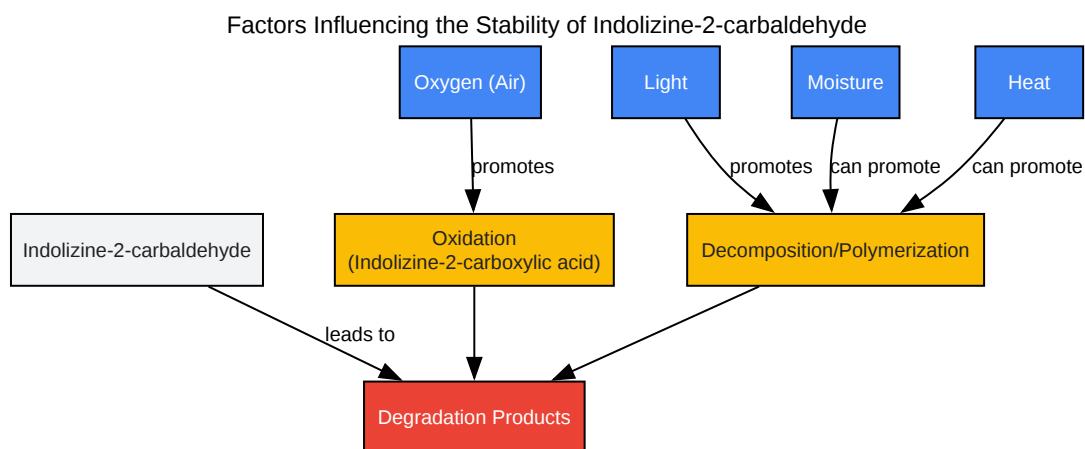 Factors Influencing the Stability of Indolizine-2-carbaldehyde
Oxygen (Air)
Light
Moisture
Heat
promotes
promotes
can promote
can promote
Indolizine-2-carbaldehyde
Oxidation
(Indolizine-2-carboxylic acid)
Decomposition/Polymerization
leads to
Degradation Products